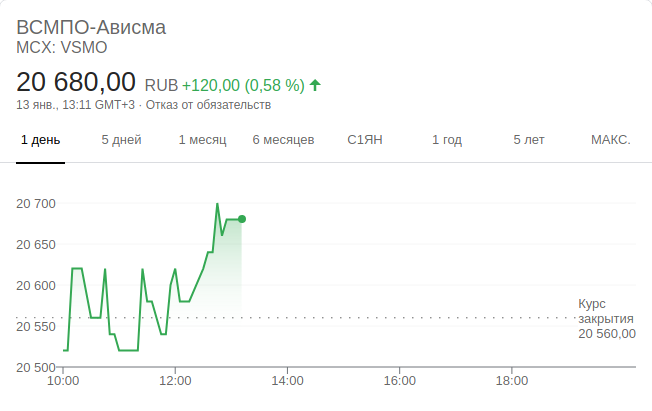 ВСМПО-Ависма
MCX: VSMO
20 680,00 RUB +120,00 (0,58 %)
13 янв., 13:11 GMT+3 · Отказ от обязательств
1 день 5 дней 1 месяц 6 месяцев С1ЯН 1 год 5 лет МАКС.
20 700
20 650
20 600
20 550
20 500
Курс
закрытия
20 560,00
10:00 12:00 14:00 16:00 18:00